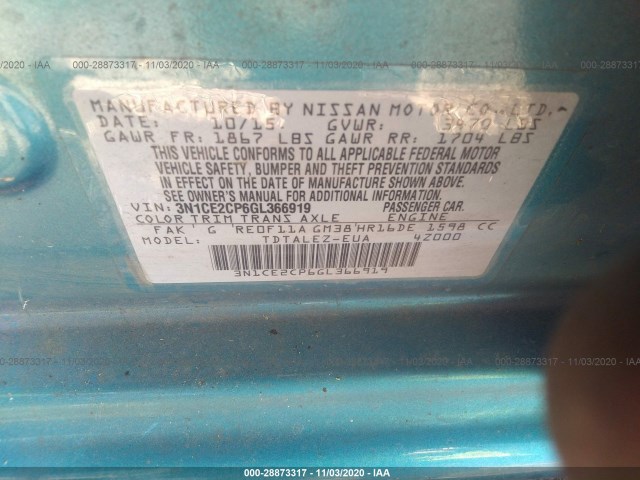 000-28873317 - 11/03/2020 - IAA
MANUFACTURED BY NISSAN MOTOR CO., LTD.
DATE: 10/15 GVWR: 3479 LBS
GAWR FR: 1867 LBS GAWR RR: 1704 LBS
THIS VEHICLE CONFORMS TO ALL APPLICABLE FEDERAL MOTOR
VEHICLE SAFETY, BUMPER AND THEFT PREVENTION STANDARDS
IN EFFECT ON THE DATE OF MANUFACTURE SHOWN ABOVE.
SEE OWNER'S MANUAL FOR ADDITIONAL INFORMATION
VIN: 3N1CE2CP6GL366919 PASSENGER CAR.
COLOR TRIM TRANS AXLE ENGINE
FAK G RE0F11A GM38 HR16DE 1598 CC
MODEL: TDTALEZ-EUA 4Z000
3N1CE2CP6GL366919
000-28873317 - 11/03/2020 - IAA